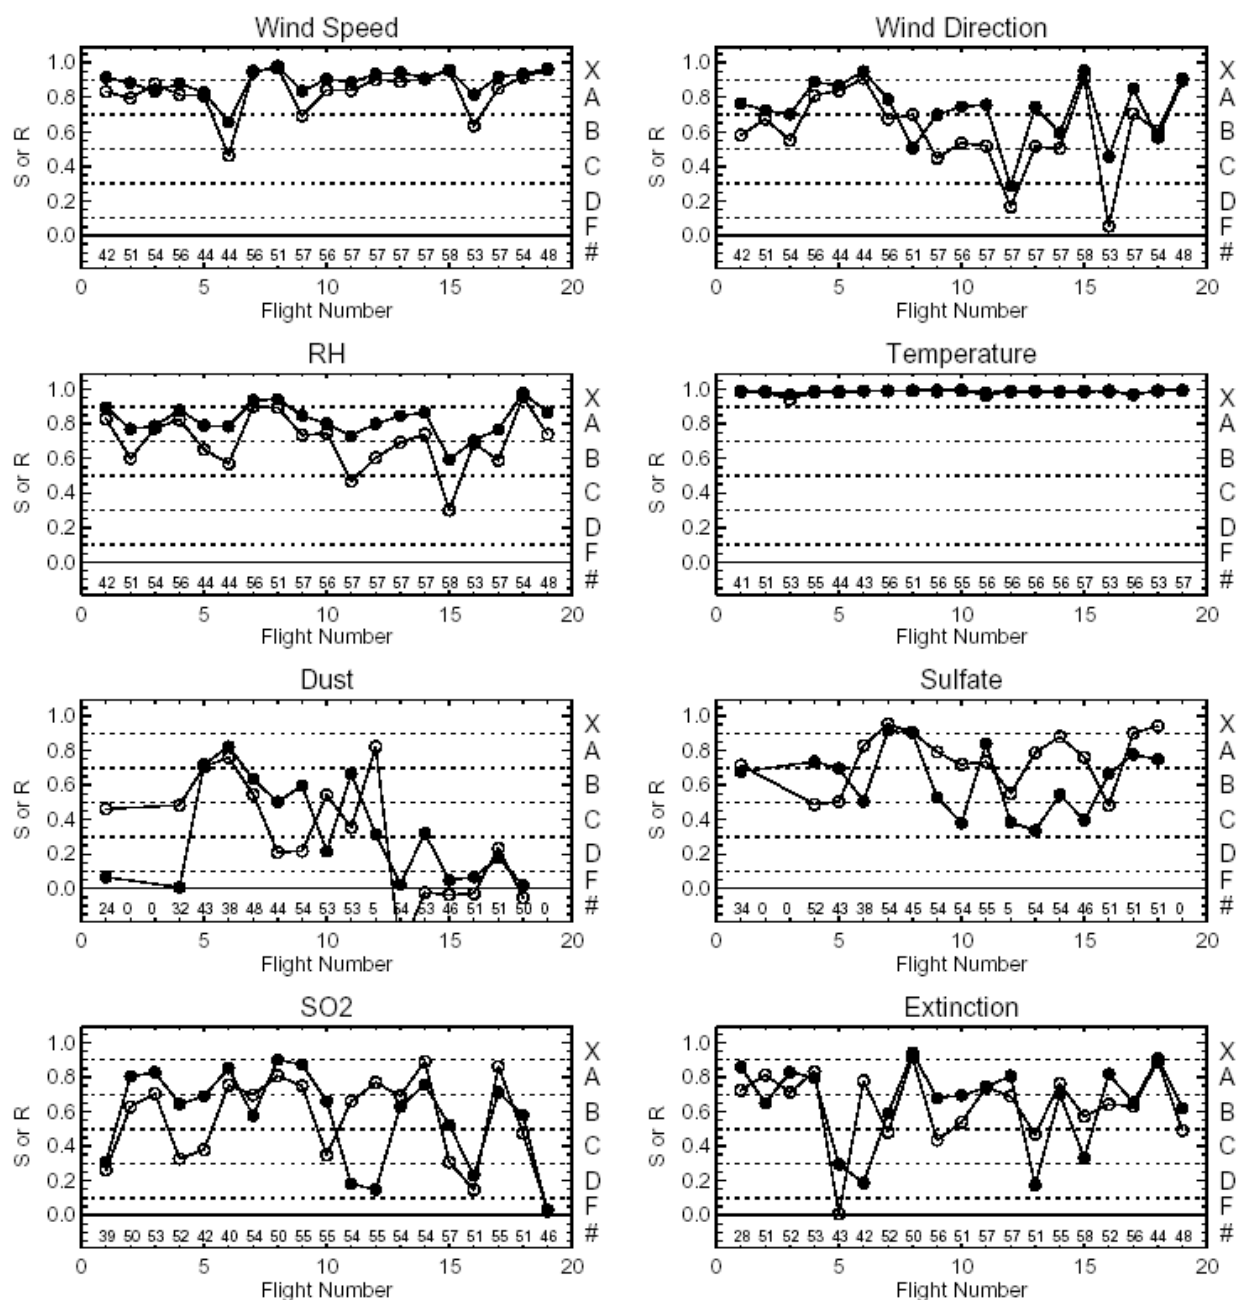 Wind Speed
1.0
0.8
0.6
0.4
0.2
0.0
S or R
X
A
B
C
D
F
#
42 51 54 56 44 44 56 51 57 56 57 57 57 57 58 53 57 54 48
0 5 10 15 20
Flight Number
Wind Direction
1.0
0.8
0.6
0.4
0.2
0.0
S or R
X
A
B
C
D
F
#
42 51 54 56 44 44 56 51 57 56 57 57 57 57 58 53 57 54 48
0 5 10 15 20
Flight Number
RH
1.0
0.8
0.6
0.4
0.2
0.0
S or R
X
A
B
C
D
F
#
42 51 54 56 44 44 56 51 57 56 57 57 57 57 58 53 57 54 48
0 5 10 15 20
Flight Number
Temperature
1.0
0.8
0.6
0.4
0.2
0.0
S or R
X
A
B
C
D
F
#
41 51 53 55 44 43 56 51 56 55 56 56 56 56 57 53 56 53 57
0 5 10 15 20
Flight Number
Dust
1.0
0.8
0.6
0.4
0.2
0.0
S or R
X
A
B
C
D
F
#
24 0 0 32 43 38 48 44 54 53 53 5 54 53 46 51 51 50 0
0 5 10 15 20
Flight Number
Sulfate
1.0
0.8
0.6
0.4
0.2
0.0
S or R
X
A
B
C
D
F
#
34 0 0 52 43 38 54 45 54 54 55 5 54 54 46 51 51 51 0
0 5 10 15 20
Flight Number
SO2
1.0
0.8
0.6
0.4
0.2
0.0
S or R
X
A
B
C
D
F
#
39 50 53 52 42 40 54 50 55 55 54 55 54 54 57 51 55 51 46
0 5 10 15 20
Flight Number
Extinction
1.0
0.8
0.6
0.4
0.2
0.0
S or R
X
A
B
C
D
F
#
28 51 52 53 43 42 52 50 56 51 57 57 51 55 58 52 56 44 48
0 5 10 15 20
Flight Number